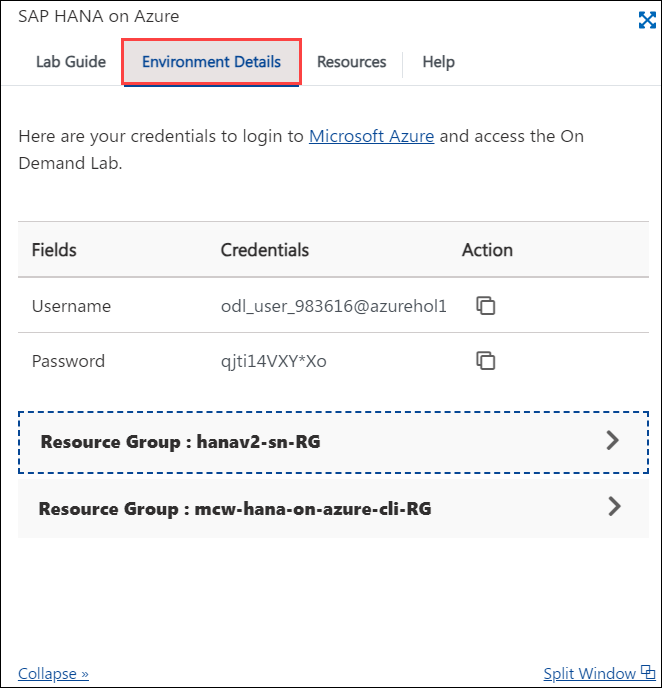 SAP HANA on Azure
Lab Guide Environment Details Resources Help
Here are your credentials to login to Microsoft Azure and access the On
Demand Lab.
Fields Credentials Action
Username odl_user_983616@azurehol1
Password qjti14VXY*Xo
Resource Group : hanav2-sn-RG
Resource Group : mcw-hana-on-azure-cli-RG
Collapse » Split Window